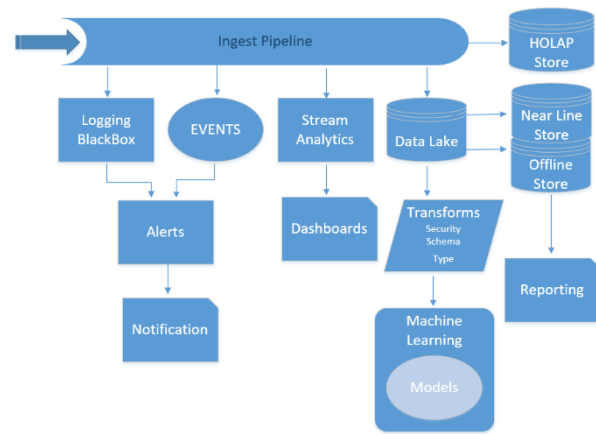 Ingest Pipeline
HOLAP
Store
Logging
BlackBox
EVENTS
Stream
Analytics
Data Lake
Near Line
Store
Offline
Store
Alerts
Dashboards
Transforms
Security
Schema
Type
Notification
Reporting
Machine
Learning
Models